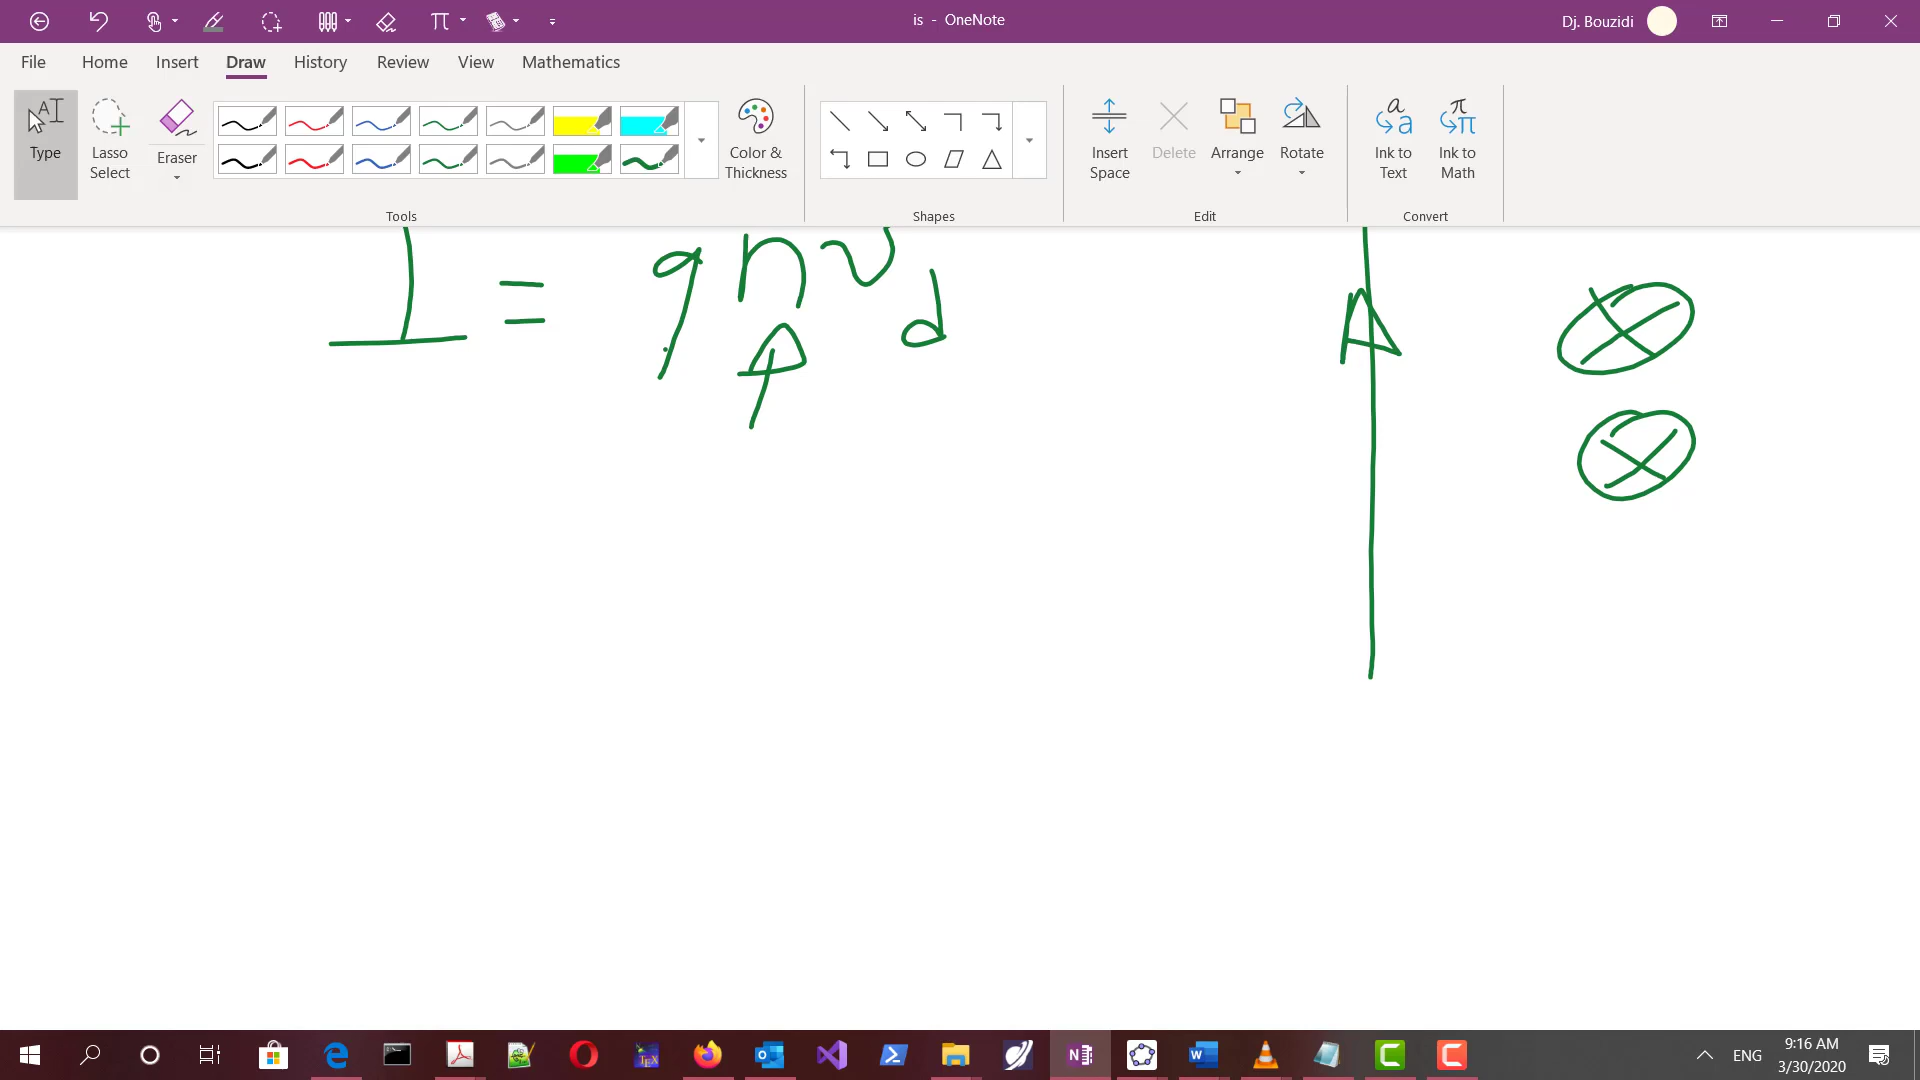 is - OneNote
Dj. Bouzidi
File Home Insert Draw History Review View Mathematics
Type
Lasso Select
Eraser
Color & Thickness
Insert Space
Delete
Arrange
Rotate
Ink to Text
Ink to Math
Tools
Shapes
Edit
Convert
I = q n v d
ENG
9:16 AM
3/30/2020